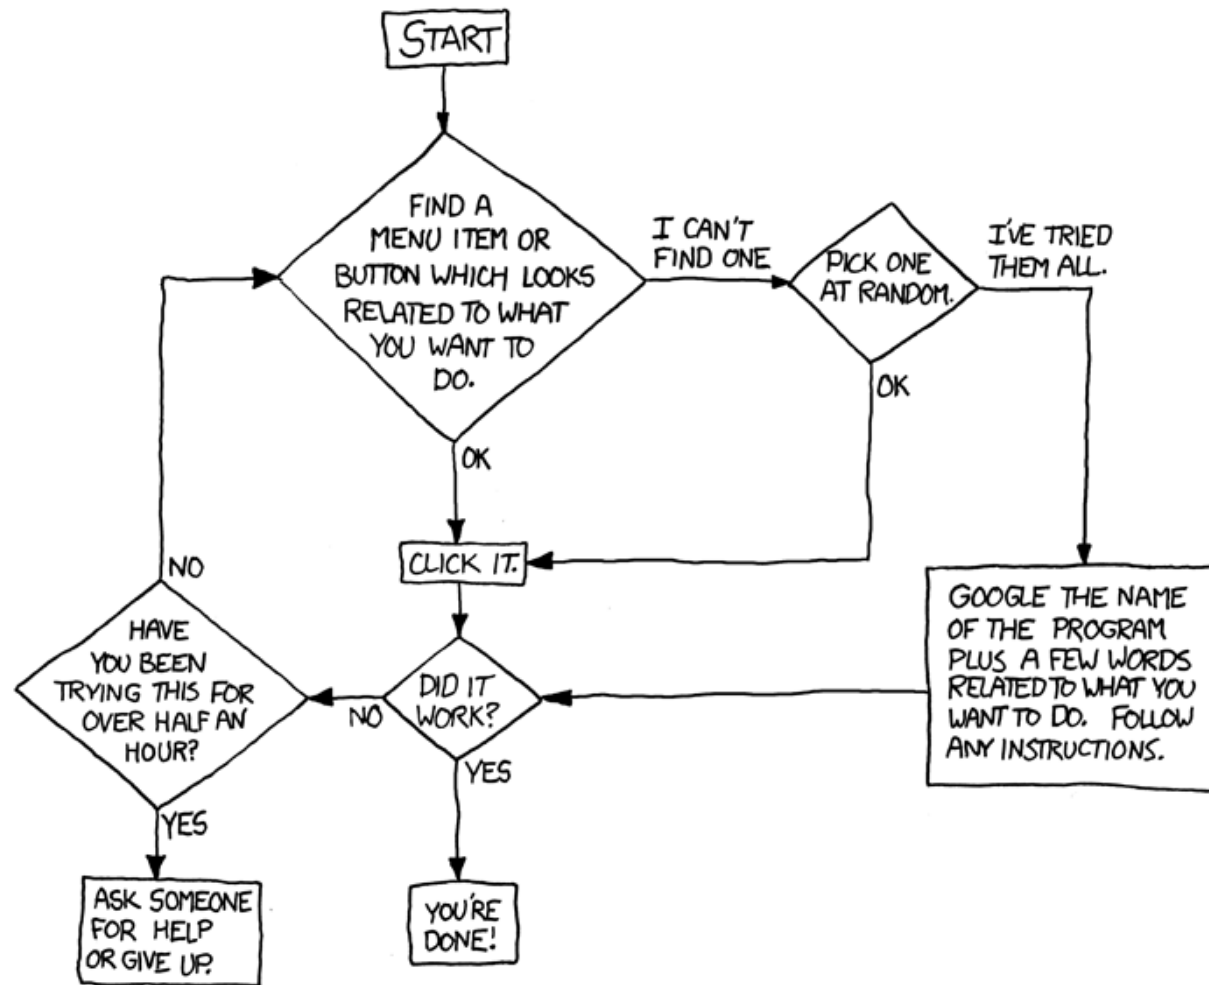 START
FIND A
MENU ITEM OR
BUTTON WHICH LOOKS
RELATED TO WHAT
YOU WANT TO
DO.
I CAN'T
FIND ONE
PICK ONE
AT RANDOM.
I'VE TRIED
THEM ALL.
OK
OK
CLICK IT.
NO
HAVE
YOU BEEN
TRYING THIS FOR
OVER HALF AN
HOUR?
NO
DID IT
WORK?
GOOGLE THE NAME
OF THE PROGRAM
PLUS A FEW WORDS
RELATED TO WHAT YOU
WANT TO DO. FOLLOW
ANY INSTRUCTIONS.
YES
YES
ASK SOMEONE
FOR HELP
OR GIVE UP.
YOU'RE
DONE!